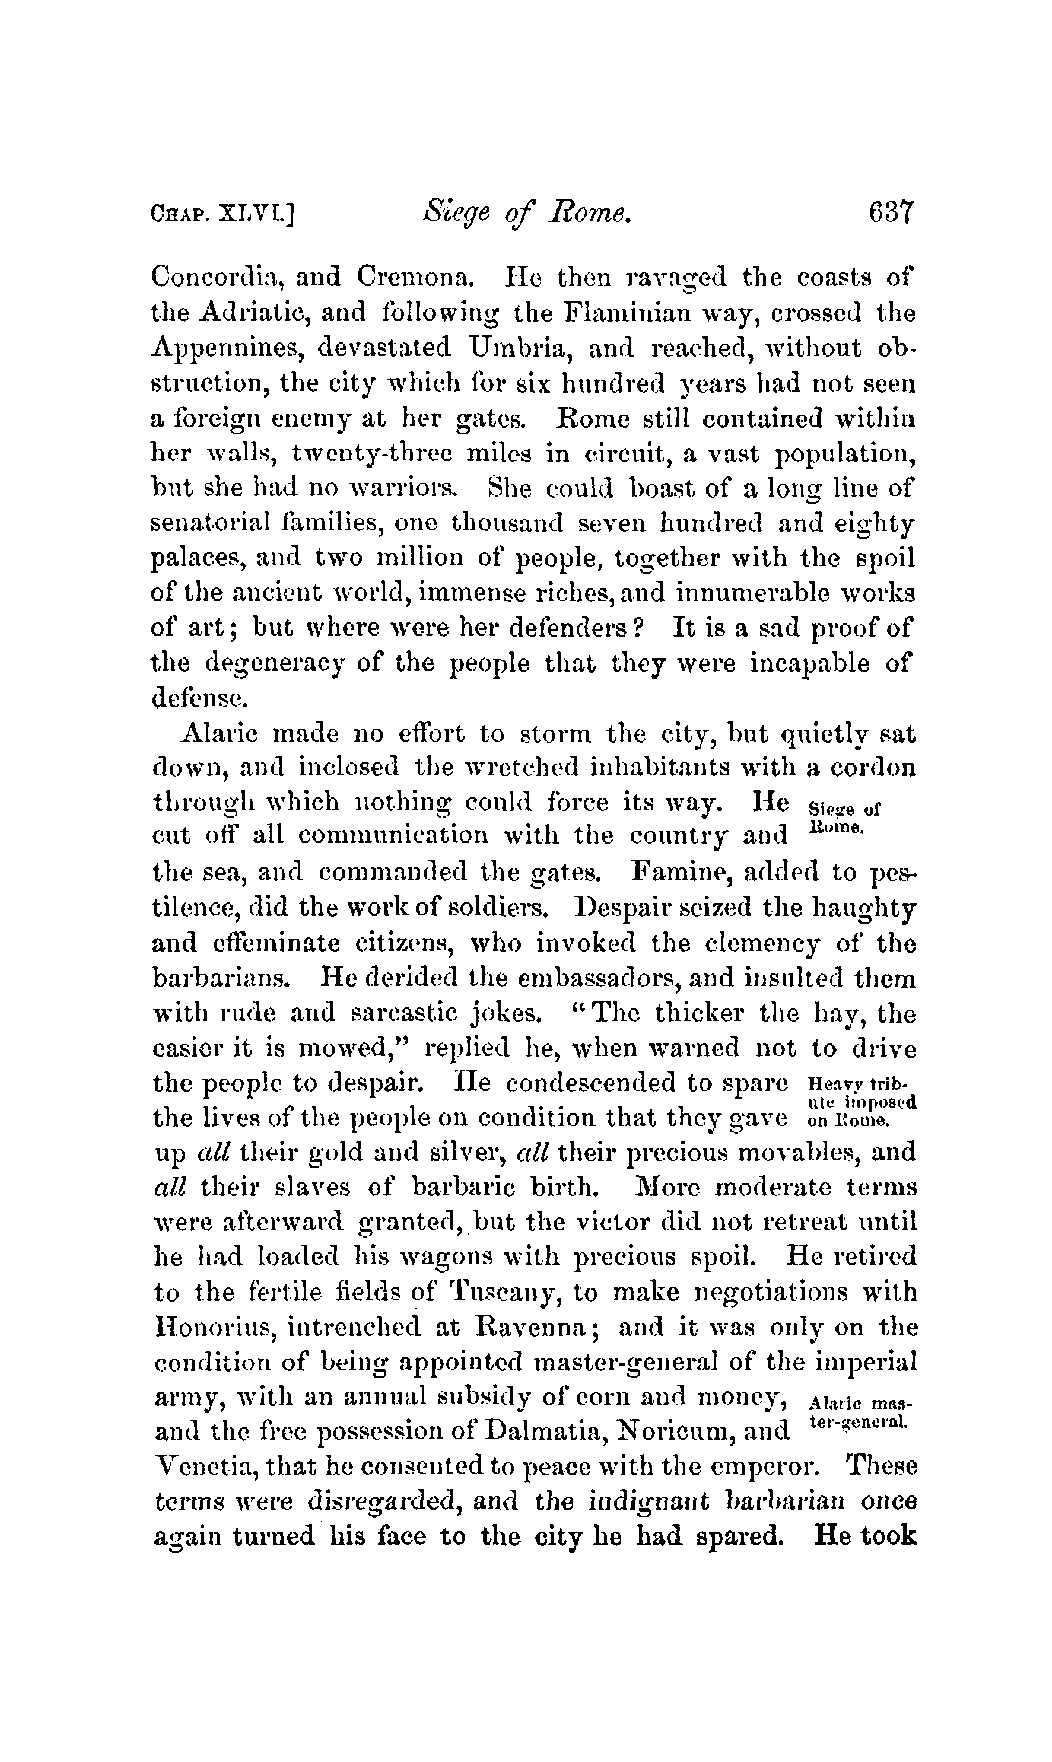 CHAP. XLVI.] Siege of Rome. 637
Concordia, and Cremona. He then ravaged the coasts of
the Adriatic, and following the Flaminian way, crossed the
Appennines, devastated Umbria, and reached, without ob-
struction, the city which for six hundred years had not seen
a foreign enemy at her gates. Rome still contained within
her walls, twenty-three miles in circuit, a vast population,
but she had no warriors. She could boast of a long line of
senatorial families, one thousand seven hundred and eighty
palaces, and two million of people, together with the spoil
of the ancient world, immense riches, and innumerable works
of art; but where were her defenders? It is a sad proof of
the degeneracy of the people that they were incapable of
defense.
Alaric made no effort to storm the city, but quietly sat
down, and inclosed the wretched inhabitants with a cordon
through which nothing could force its way. He
Siege of
Rome.
cut off all communication with the country and
the sea, and commanded the gates. Famine, added to pes-
tilence, did the work of soldiers. Despair seized the haughty
and effeminate citizens, who invoked the clemency of the
barbarians. He derided the embassadors, and insulted them
with rude and sarcastic jokes. "The thicker the hay, the
easier it is mowed," replied he, when warned not to drive
the people to despair. He condescended to spare
Heavy trib-
ute imposed
on Rome.
the lives of the people on condition that they gave
up all their gold and silver, all their precious movables, and
all their slaves of barbaric birth. More moderate terms
were afterward granted, but the victor did not retreat until
he had loaded his wagons with precious spoil. He retired
to the fertile fields of Tuscany, to make negotiations with
Honorius, intrenched at Ravenna; and it was only on the
condition of being appointed master-general of the imperial
army, with an annual subsidy of corn and money,
Alaric mas-
ter-general.
and the free possession of Dalmatia, Noricum, and
Venetia, that he consented to peace with the emperor. These
terms were disregarded, and the indignant barbarian once
again turned his face to the city he had spared. He took